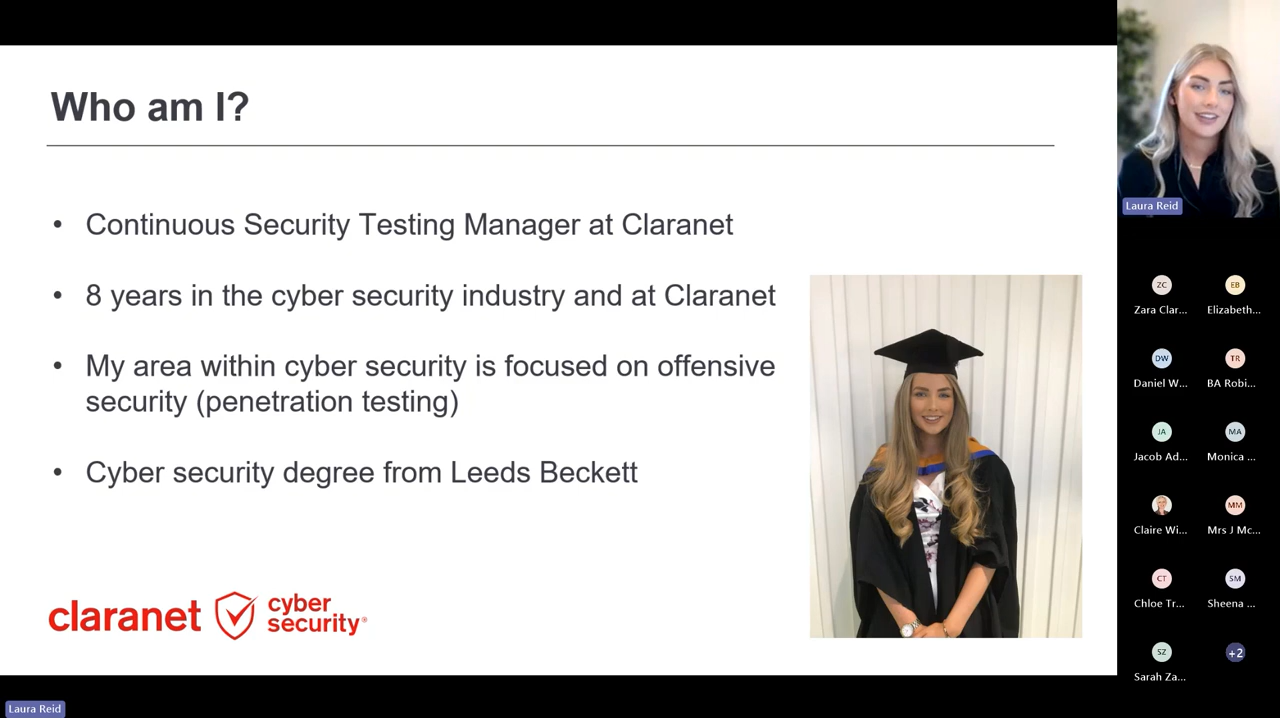 Who am I?
• Continuous Security Testing Manager at Claranet
• 8 years in the cyber security industry and at Claranet
• My area within cyber security is focused on offensive
security (penetration testing)
• Cyber security degree from Leeds Beckett
claranet cyber
security®
Laura Reid
ZC
EB
Zara Clar...
Elizabeth...
DW
TR
Daniel W...
BA Robi...
JA
MA
Jacob Ad...
Monica ...
Claire Wi...
MM
Mrs J Mc...
CT
SM
Chloe Tr...
Sheena ...
SZ
+2
Sarah Za...
Laura Reid